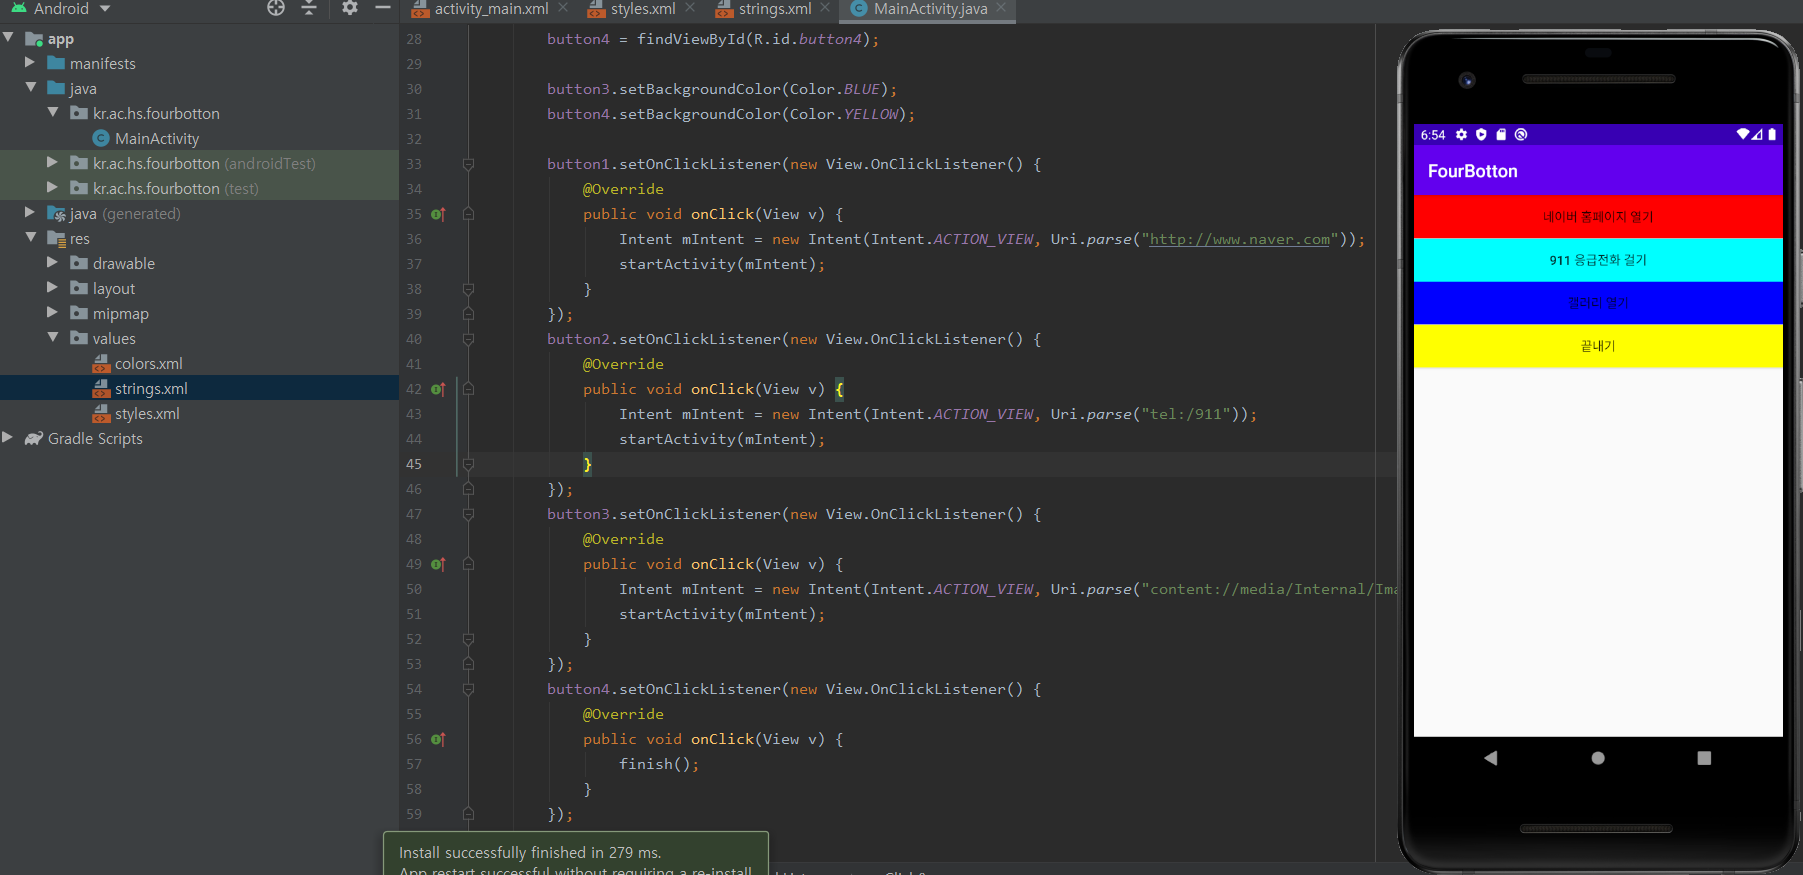 Android
activity_main.xml
styles.xml
strings.xml
MainActivity.java
app
manifests
java
kr.ac.hs.fourbotton
MainActivity
kr.ac.hs.fourbotton (androidTest)
kr.ac.hs.fourbotton (test)
java (generated)
res
drawable
layout
mipmap
values
colors.xml
strings.xml
styles.xml
Gradle Scripts
28 button4 = findViewById(R.id.button4);
29
30 button3.setBackgroundColor(Color.BLUE);
31 button4.setBackgroundColor(Color.YELLOW);
32
33 button1.setOnClickListener(new View.OnClickListener() {
34 @Override
35 public void onClick(View v) {
36 Intent mIntent = new Intent(Intent.ACTION_VIEW, Uri.parse("http://www.naver.com"));
37 startActivity(mIntent);
38 }
39 });
40 button2.setOnClickListener(new View.OnClickListener() {
41 @Override
42 public void onClick(View v) {
43 Intent mIntent = new Intent(Intent.ACTION_VIEW, Uri.parse("tel:/911"));
44 startActivity(mIntent);
45 }
46 });
47 button3.setOnClickListener(new View.OnClickListener() {
48 @Override
49 public void onClick(View v) {
50 Intent mIntent = new Intent(Intent.ACTION_VIEW, Uri.parse("content://media/Internal/Ima
51 startActivity(mIntent);
52 }
53 });
54 button4.setOnClickListener(new View.OnClickListener() {
55 @Override
56 public void onClick(View v) {
57 finish();
58 }
59 });
Install successfully finished in 279 ms.
App restart successful without requiring a re-install
6:54
FourBotton
네이버 홈페이지 열기
911 응급전화 걸기
갤러리 열기
끝내기